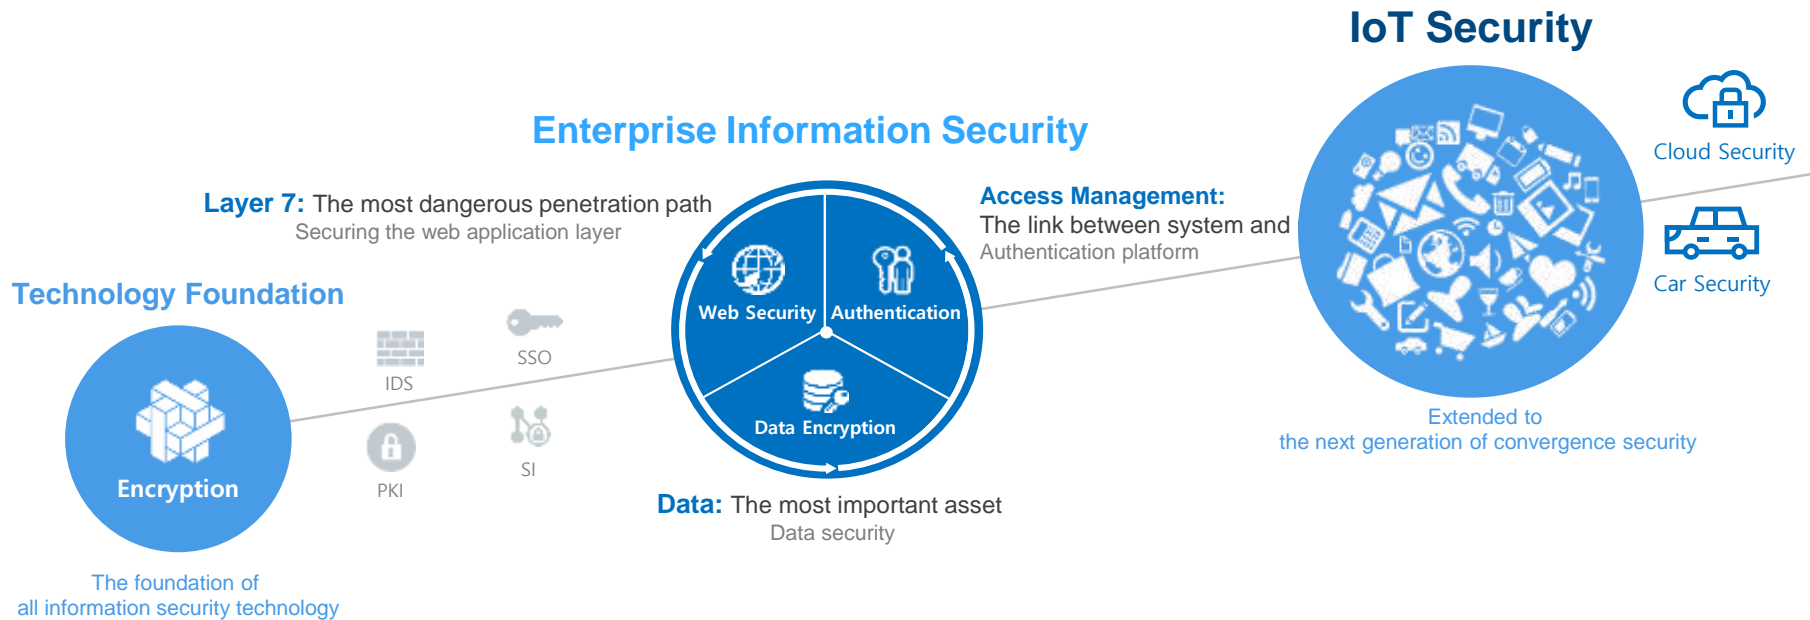 IoT Security
Cloud Security
Car Security
Extended to
the next generation of convergence security
Enterprise Information Security
Layer 7: The most dangerous penetration path
Securing the web application layer
Access Management:
The link between system and
Authentication platform
Web Security
Authentication
Data Encryption
Data: The most important asset
Data security
Technology Foundation
Encryption
IDS
SSO
PKI
SI
The foundation of
all information security technology